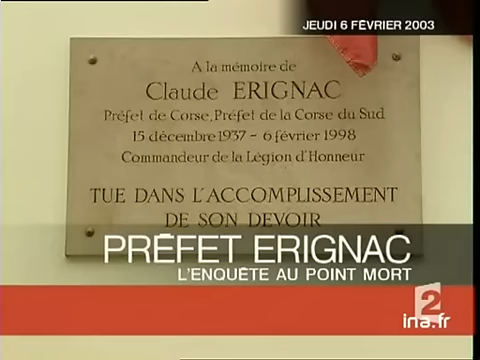 JEUDI 6 FÉVRIER 2003
A la mémoire de
Claude ERIGNAC
Préfet de Corse, Préfet de la Corse du Sud
15 décembre 1937 - 6 février 1998
Commandeur de la Légion d'Honneur
TUE DANS L'ACCOMPLISSEMENT
DE SON DEVOIR
PRÉFET ERIGNAC
L'ENQUÊTE AU POINT MORT
2
ina.fr